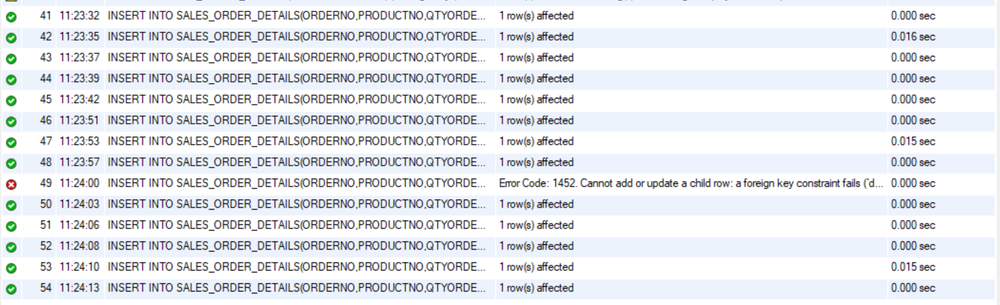 41 11:23:32 INSERT INTO SALES_ORDER_DETAILS(ORDERNO,PRODUCTNO,QTYORDE... 1 row(s) affected 0.000 sec
42 11:23:35 INSERT INTO SALES_ORDER_DETAILS(ORDERNO,PRODUCTNO,QTYORDE... 1 row(s) affected 0.016 sec
43 11:23:37 INSERT INTO SALES_ORDER_DETAILS(ORDERNO,PRODUCTNO,QTYORDE... 1 row(s) affected 0.000 sec
44 11:23:39 INSERT INTO SALES_ORDER_DETAILS(ORDERNO,PRODUCTNO,QTYORDE... 1 row(s) affected 0.000 sec
45 11:23:42 INSERT INTO SALES_ORDER_DETAILS(ORDERNO,PRODUCTNO,QTYORDE... 1 row(s) affected 0.000 sec
46 11:23:51 INSERT INTO SALES_ORDER_DETAILS(ORDERNO,PRODUCTNO,QTYORDE... 1 row(s) affected 0.000 sec
47 11:23:53 INSERT INTO SALES_ORDER_DETAILS(ORDERNO,PRODUCTNO,QTYORDE... 1 row(s) affected 0.015 sec
48 11:23:57 INSERT INTO SALES_ORDER_DETAILS(ORDERNO,PRODUCTNO,QTYORDE... 1 row(s) affected 0.000 sec
49 11:24:00 INSERT INTO SALES_ORDER_DETAILS(ORDERNO,PRODUCTNO,QTYORDE... Error Code: 1452. Cannot add or update a child row: a foreign key constraint fails (`d... 0.000 sec
50 11:24:03 INSERT INTO SALES_ORDER_DETAILS(ORDERNO,PRODUCTNO,QTYORDE... 1 row(s) affected 0.000 sec
51 11:24:06 INSERT INTO SALES_ORDER_DETAILS(ORDERNO,PRODUCTNO,QTYORDE... 1 row(s) affected 0.000 sec
52 11:24:08 INSERT INTO SALES_ORDER_DETAILS(ORDERNO,PRODUCTNO,QTYORDE... 1 row(s) affected 0.000 sec
53 11:24:10 INSERT INTO SALES_ORDER_DETAILS(ORDERNO,PRODUCTNO,QTYORDE... 1 row(s) affected 0.015 sec
54 11:24:13 INSERT INTO SALES_ORDER_DETAILS(ORDERNO,PRODUCTNO,QTYORDE... 1 row(s) affected 0.000 sec